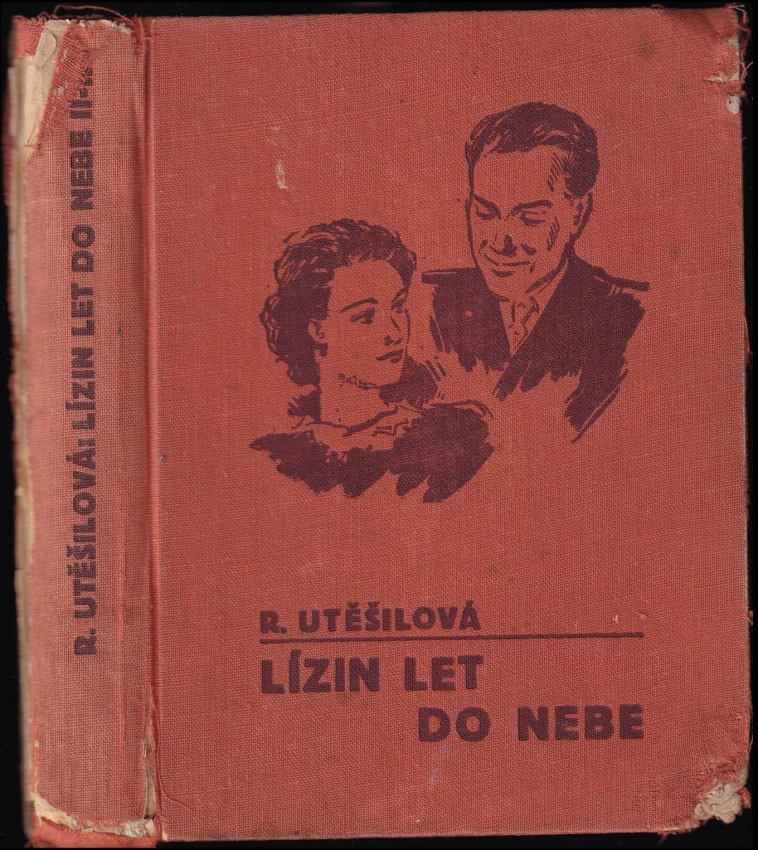 R. UTĚŠILOVÁ: LÍZIN LET DO NEBE
R. UTĚŠILOVÁ
LÍZIN LET
DO NEBE